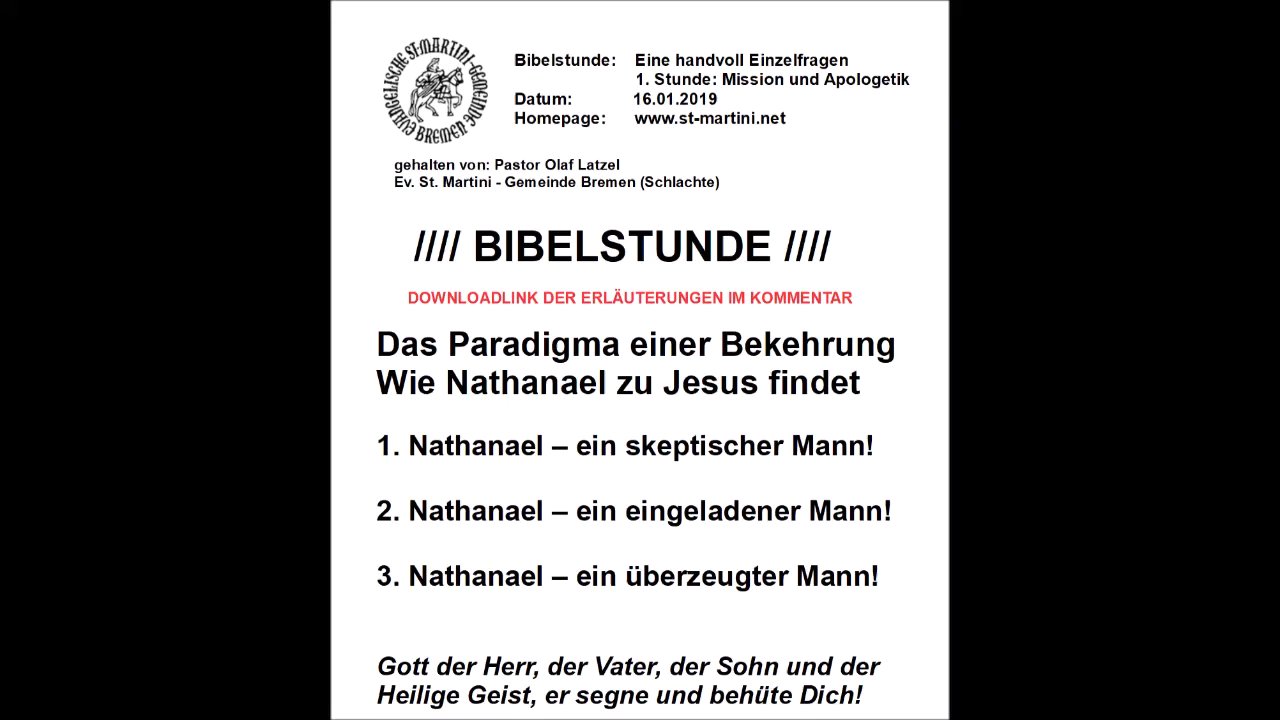 EVANGELISCHE ST-MARTINI-GEMEINDE BREMEN
Bibelstunde: Eine handvoll Einzelfragen
1. Stunde: Mission und Apologetik
Datum: 16.01.2019
Homepage: www.st-martini.net
gehalten von: Pastor Olaf Latzel
Ev. St. Martini - Gemeinde Bremen (Schlachte)
//// BIBELSTUNDE ////
DOWNLOADLINK DER ERLÄUTERUNGEN IM KOMMENTAR
Das Paradigma einer Bekehrung
Wie Nathanael zu Jesus findet
1. Nathanael – ein skeptischer Mann!
2. Nathanael – ein eingeladener Mann!
3. Nathanael – ein überzeugter Mann!
Gott der Herr, der Vater, der Sohn und der
Heilige Geist, er segne und behüte Dich!